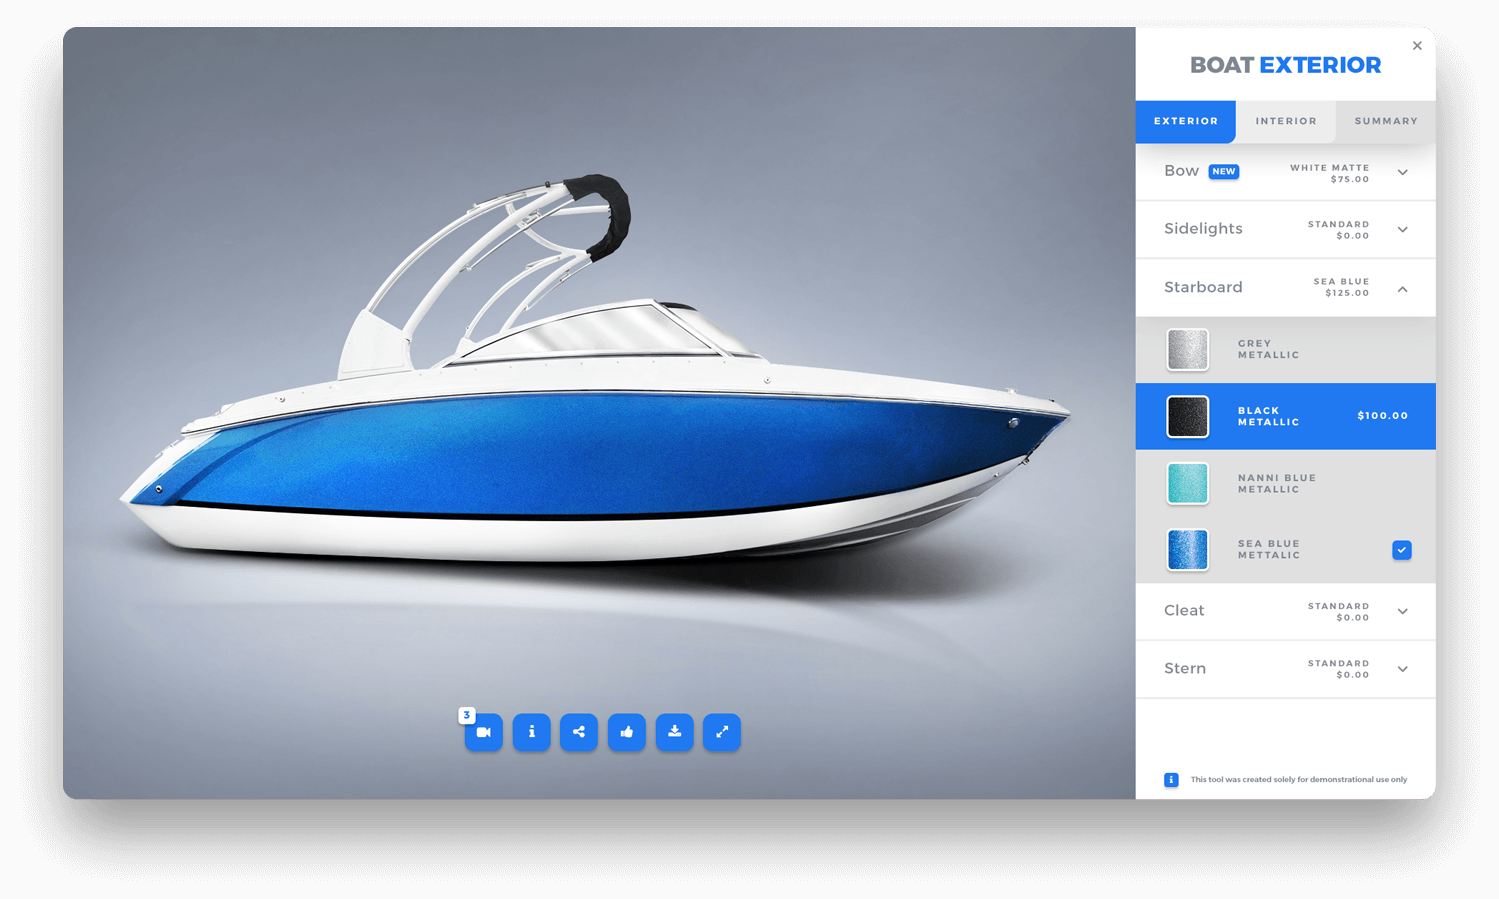 BOAT EXTERIOR
EXTERIOR
INTERIOR
SUMMARY
Bow
NEW
WHITE MATTE
$75.00
Sidelights
STANDARD
$0.00
Starboard
SEA BLUE
$125.00
GREY
METALLIC
BLACK
METALLIC
$100.00
NANNI BLUE
METALLIC
SEA BLUE
METTALIC
Cleat
STANDARD
$0.00
Stern
STANDARD
$0.00
3
This tool was created solely for demonstrational use only